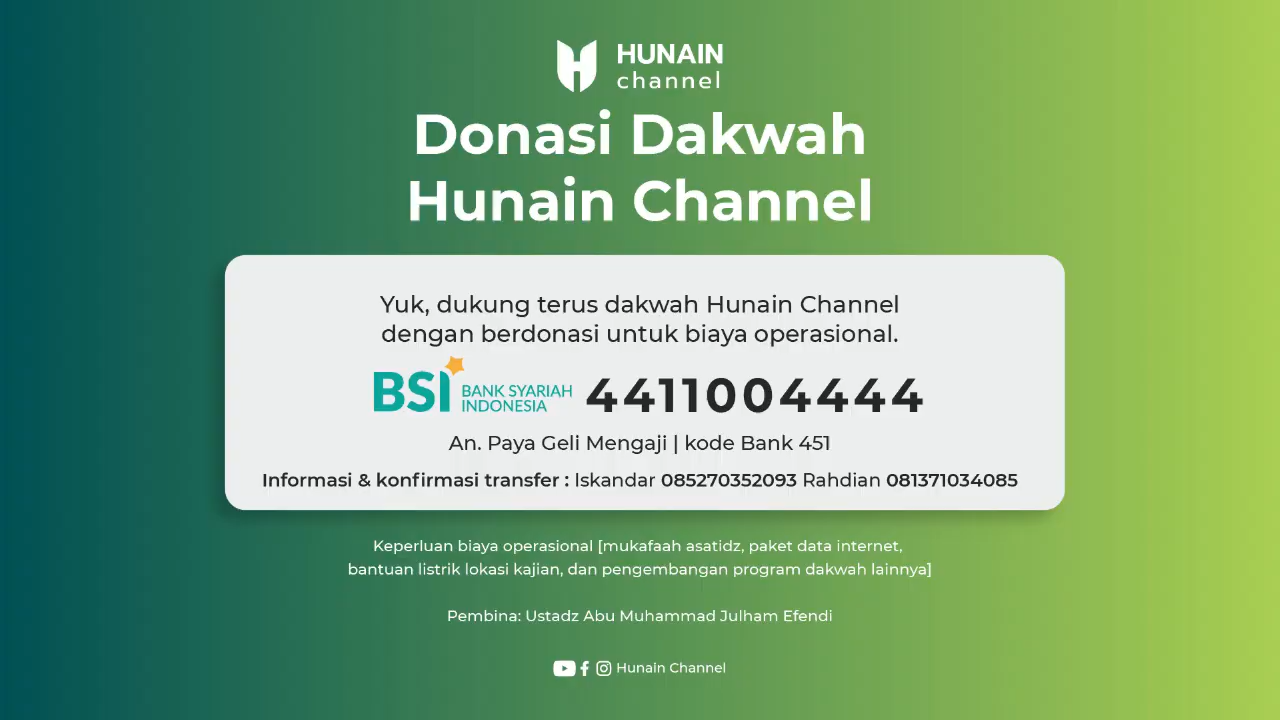 HUNAIN
channel
Donasi Dakwah
Hunain Channel
Yuk, dukung terus dakwah Hunain Channel
dengan berdonasi untuk biaya operasional.
BSI BANK SYARIAH
INDONESIA
4411004444
An. Paya Geli Mengaji | kode Bank 451
Informasi & konfirmasi transfer : Iskandar 085270352093 Rahdian 081371034085
Keperluan biaya operasional [mukafaah asatidz, paket data internet,
bantuan listrik lokasi kajian, dan pengembangan program dakwah lainnya]
Pembina: Ustadz Abu Muhammad Julham Efendi
Hunain Channel